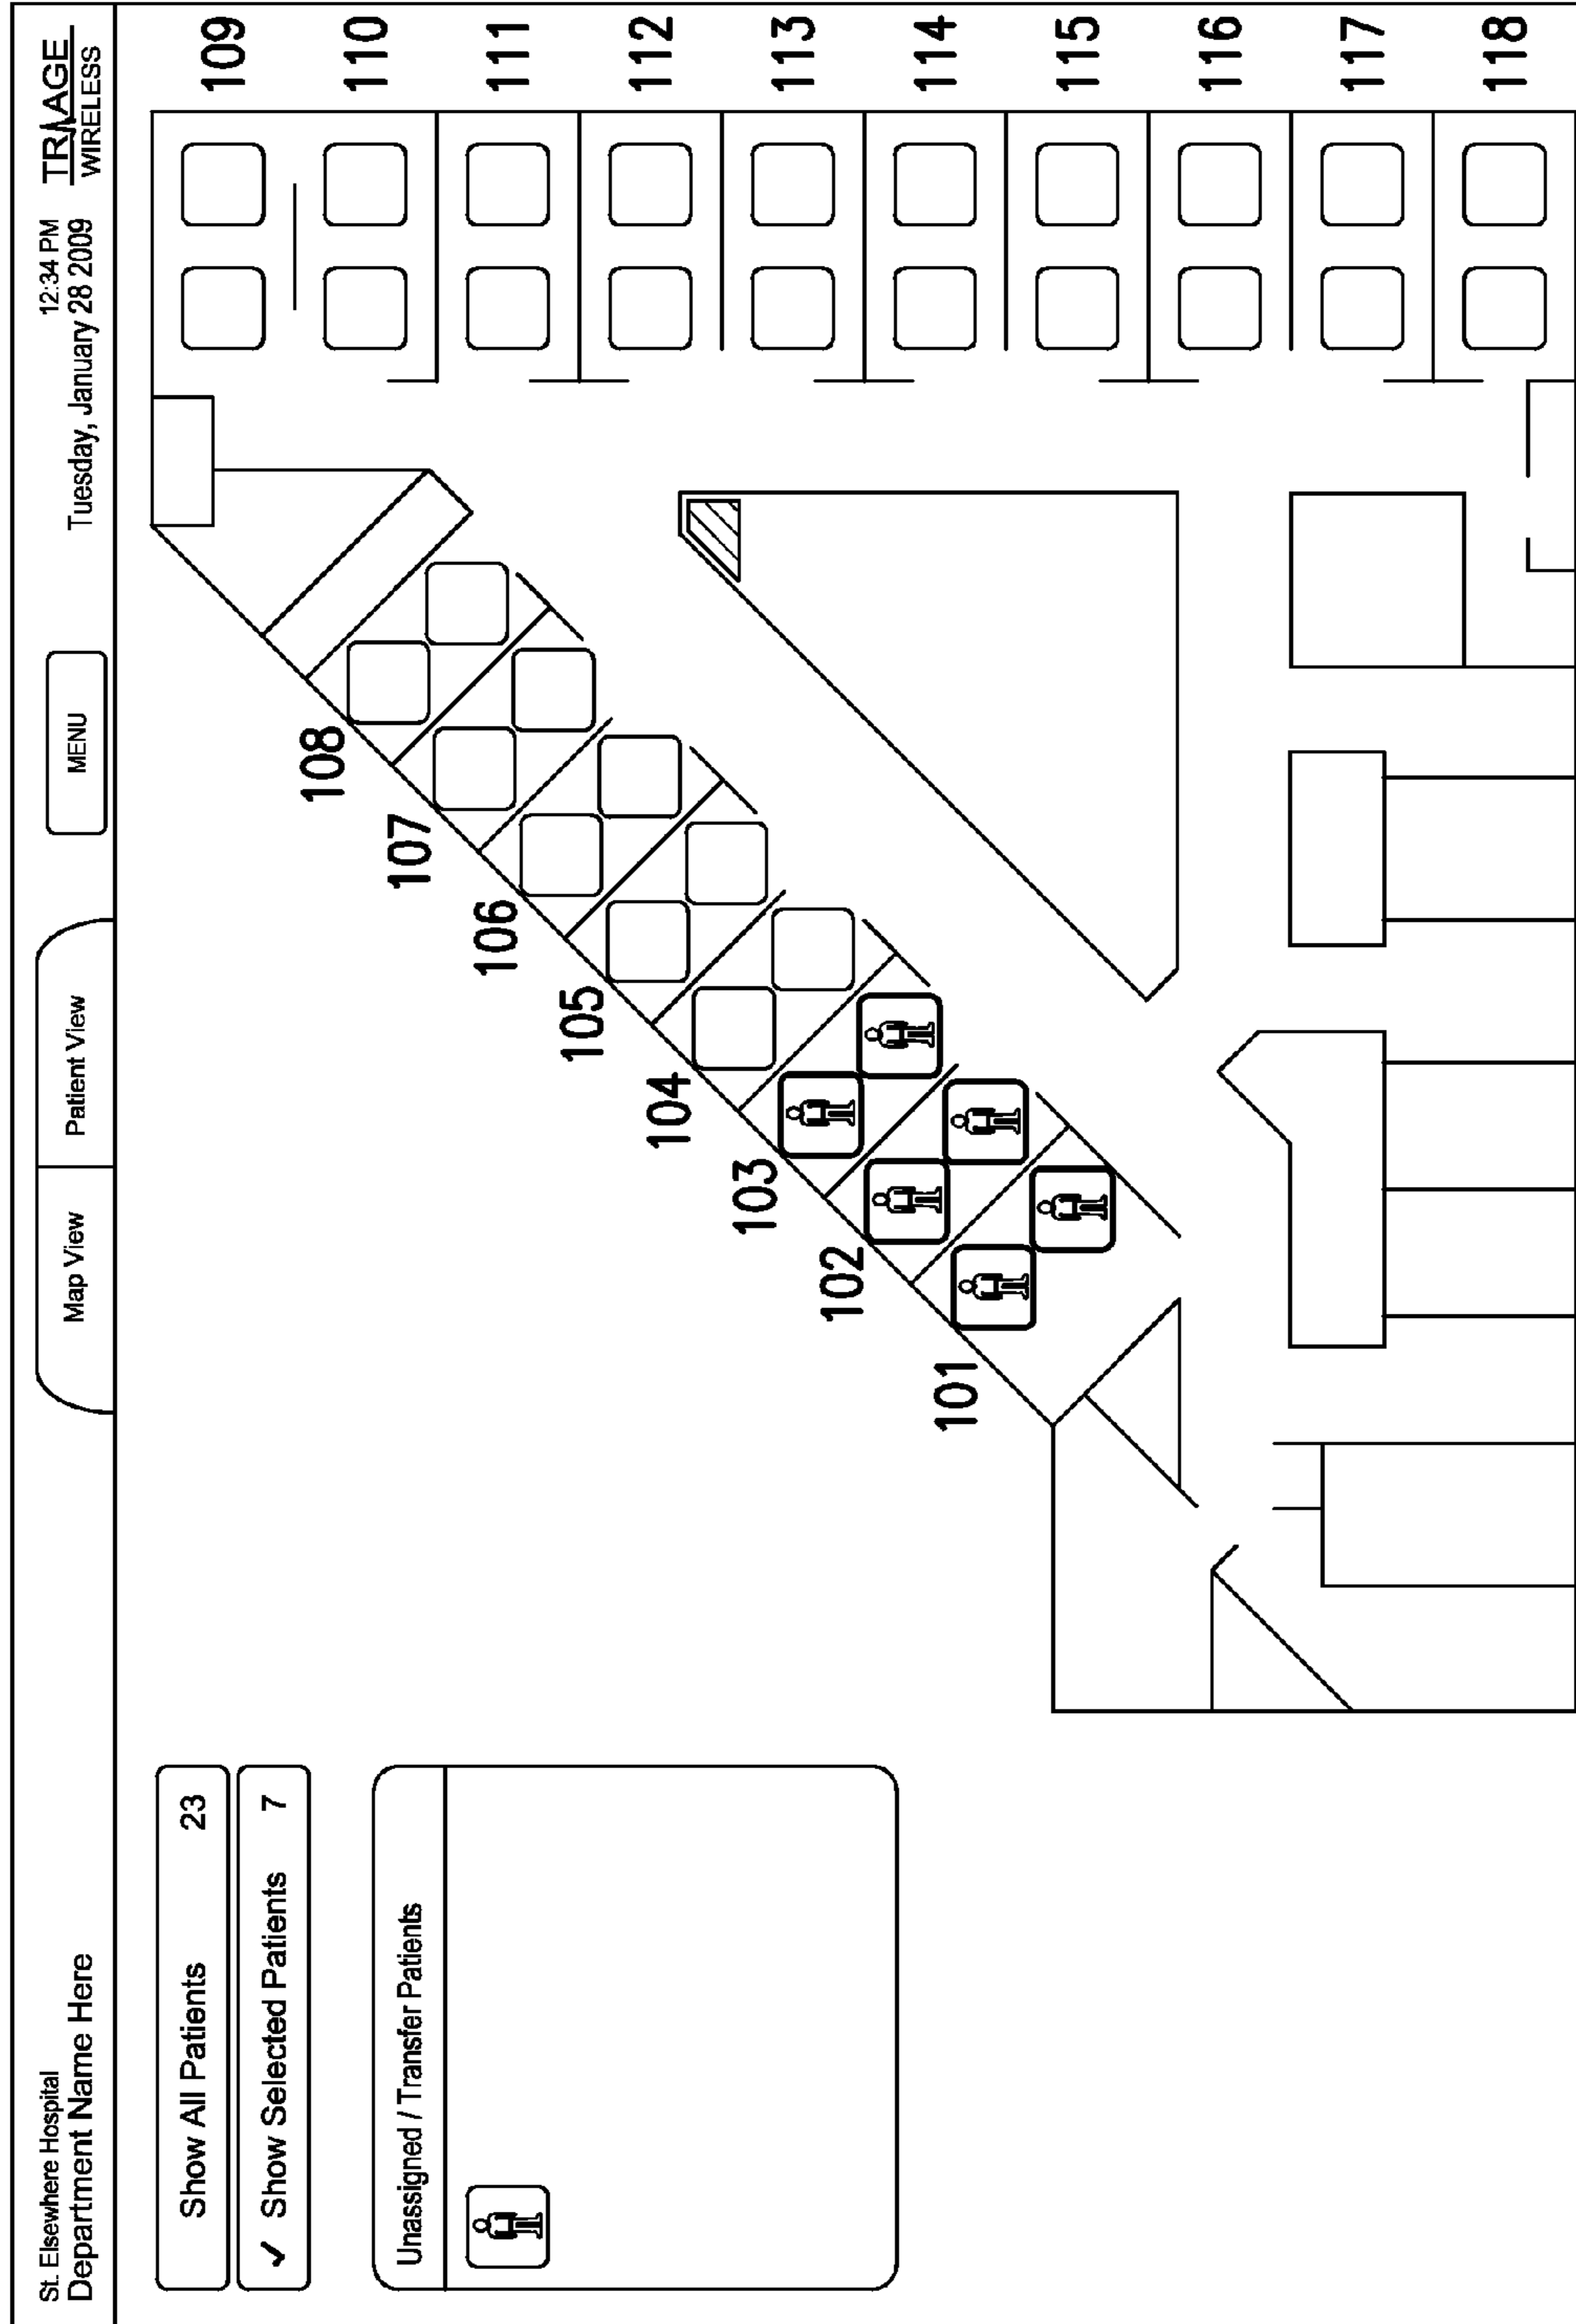 St. Elsewhere Hospital
Department Name Here
Map View
Patient View
MENU
12:34 PM
Tuesday, January 28 2009
TRIAGE
WIRELESS
Show All Patients 23
✓ Show Selected Patients 7
Unassigned / Transfer Patients
101
102
103
104
105
106
107
108
109
110
111
112
113
114
115
116
117
118